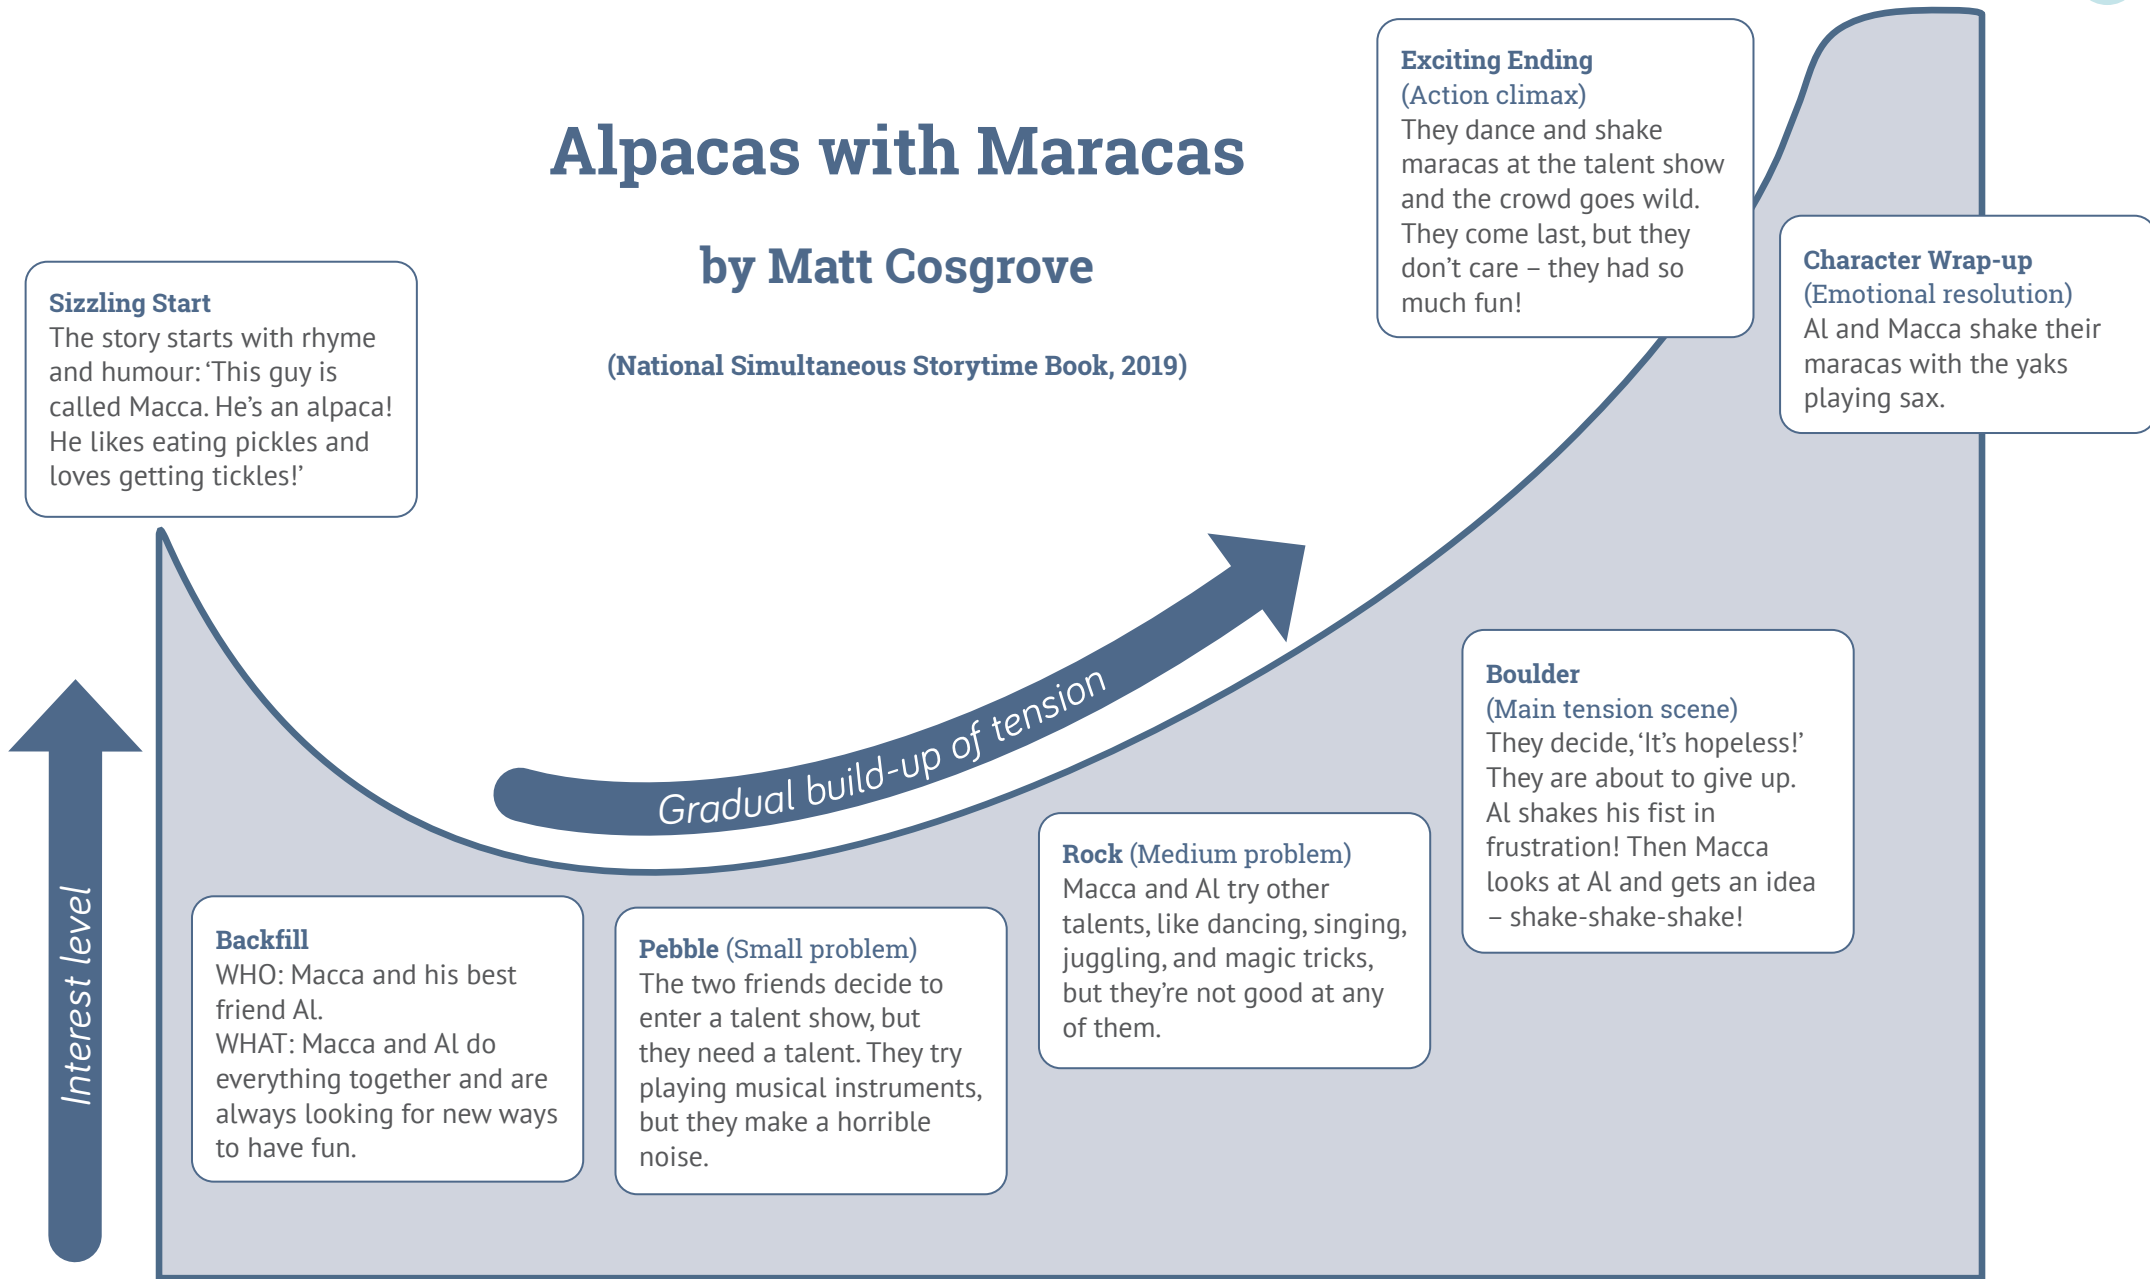 Alpacas with Maracas
by Matt Cosgrove
(National Simultaneous Storytime Book, 2019)
Sizzling Start
The story starts with rhyme
and humour: ‘This guy is
called Macca. He’s an alpaca!
He likes eating pickles and
loves getting tickles!’
Interest level
Backfill
WHO: Macca and his best
friend Al.
WHAT: Macca and Al do
everything together and are
always looking for new ways
to have fun.
Gradual build-up of tension
Pebble (Small problem)
The two friends decide to
enter a talent show, but
they need a talent. They try
playing musical instruments,
but they make a horrible
noise.
Rock (Medium problem)
Macca and Al try other
talents, like dancing, singing,
juggling, and magic tricks,
but they’re not good at any
of them.
Boulder
(Main tension scene)
They decide, ‘It’s hopeless!’
They are about to give up.
Al shakes his fist in
frustration! Then Macca
looks at Al and gets an idea
– shake-shake-shake!
Exciting Ending
(Action climax)
They dance and shake
maracas at the talent show
and the crowd goes wild.
They come last, but they
don’t care – they had so
much fun!
Character Wrap-up
(Emotional resolution)
Al and Macca shake their
maracas with the yaks
playing sax.